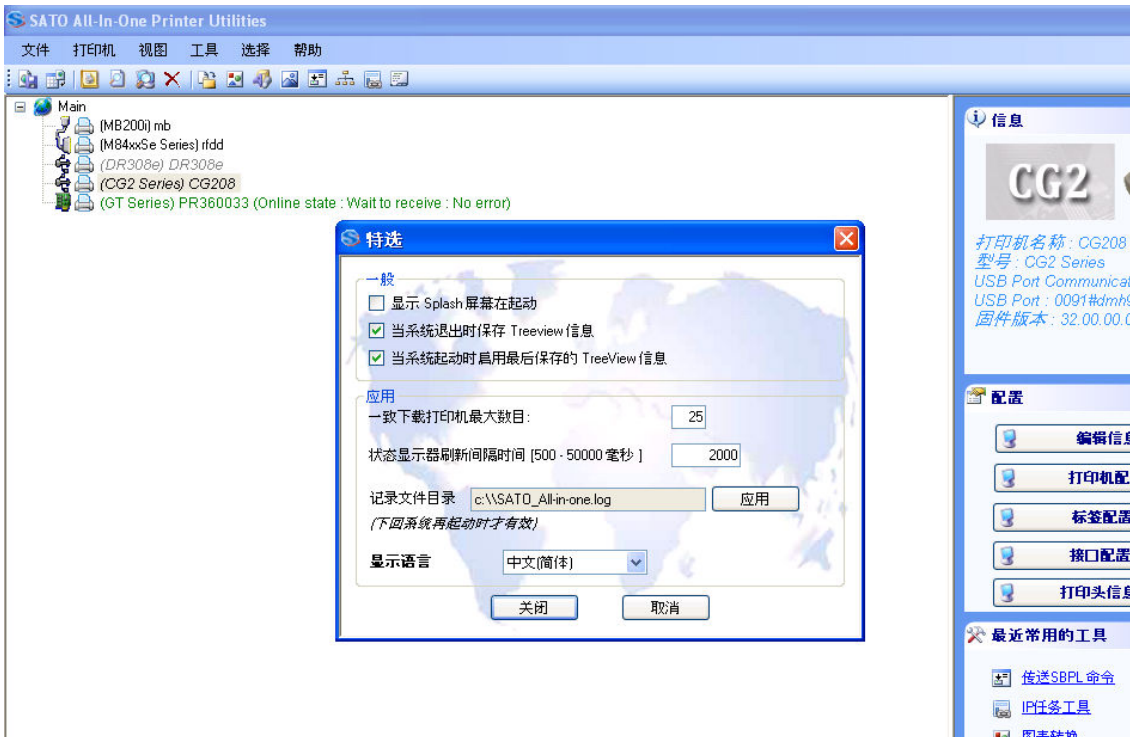 SATO All-In-One Printer Utilities
文件 打印机 视图 工具 选择 帮助
Main
(MB200i) mb
(M84xxSe Series) rfdd
(DR308e) DR308e
(CG2 Series) CG208
(GT Series) PR360033 (Online state : Wait to receive : No error)
特选
一般
显示 Splash 屏幕在起动
当系统退出时保存 Treeview 信息
当系统起动时启用最后保存的 TreeView 信息
应用
一致下载打印机最大数目:
25
状态显示器刷新间隔时间 [500 - 50000 毫秒 ]
2000
记录文件目录 c:\\SATO_All-in-one.log 应用
(下回系统再起动时才有效)
显示语言 中文(简体)
关闭 取消
信息
CG2
打印机名称 : CG208
型号 : CG2 Series
USB Port Communicat
USB Port : 0091#dmh9
固件版本 : 32.00.00.0
配置
编辑信息
打印机配
标签配置
接口配置
打印头信息
最近常用的工具
传送SBPL 命令
IP任务工具
图表转换